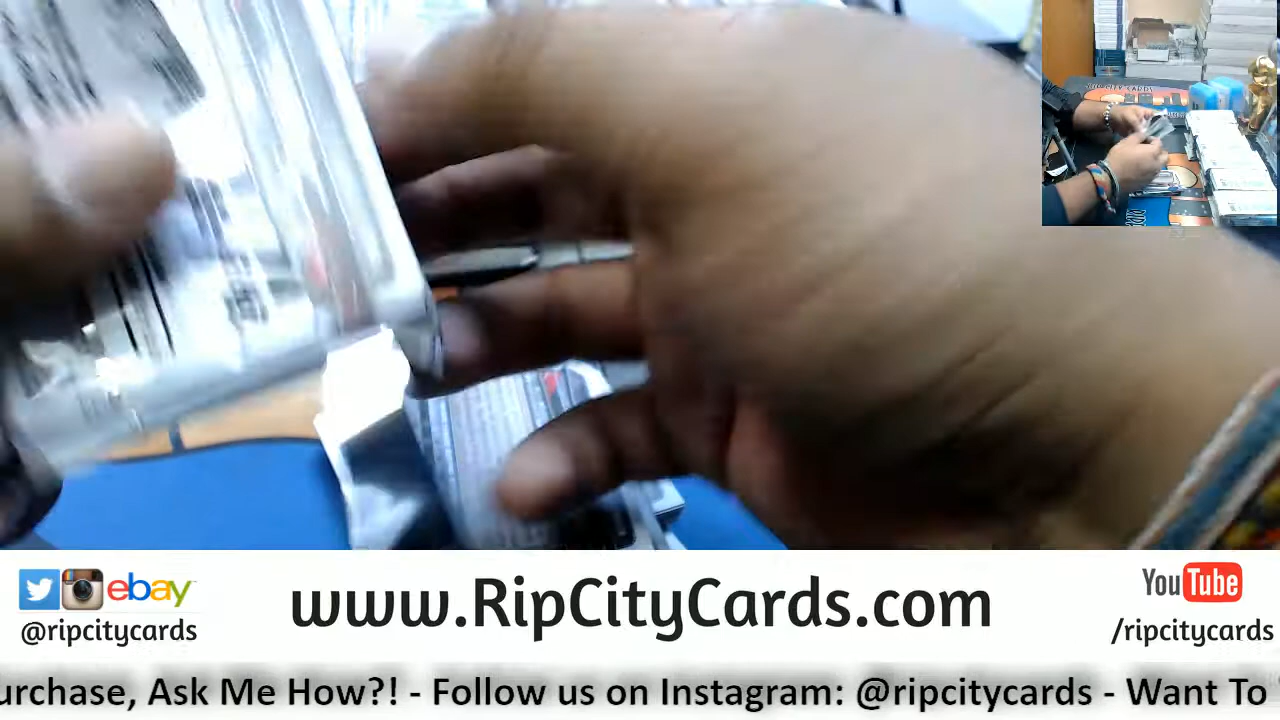 ebay
@ripcitycards
www.RipCityCards.com
YouTube
/ripcitycards
urchase, Ask Me How?! - Follow us on Instagram: @ripcitycards - Want To